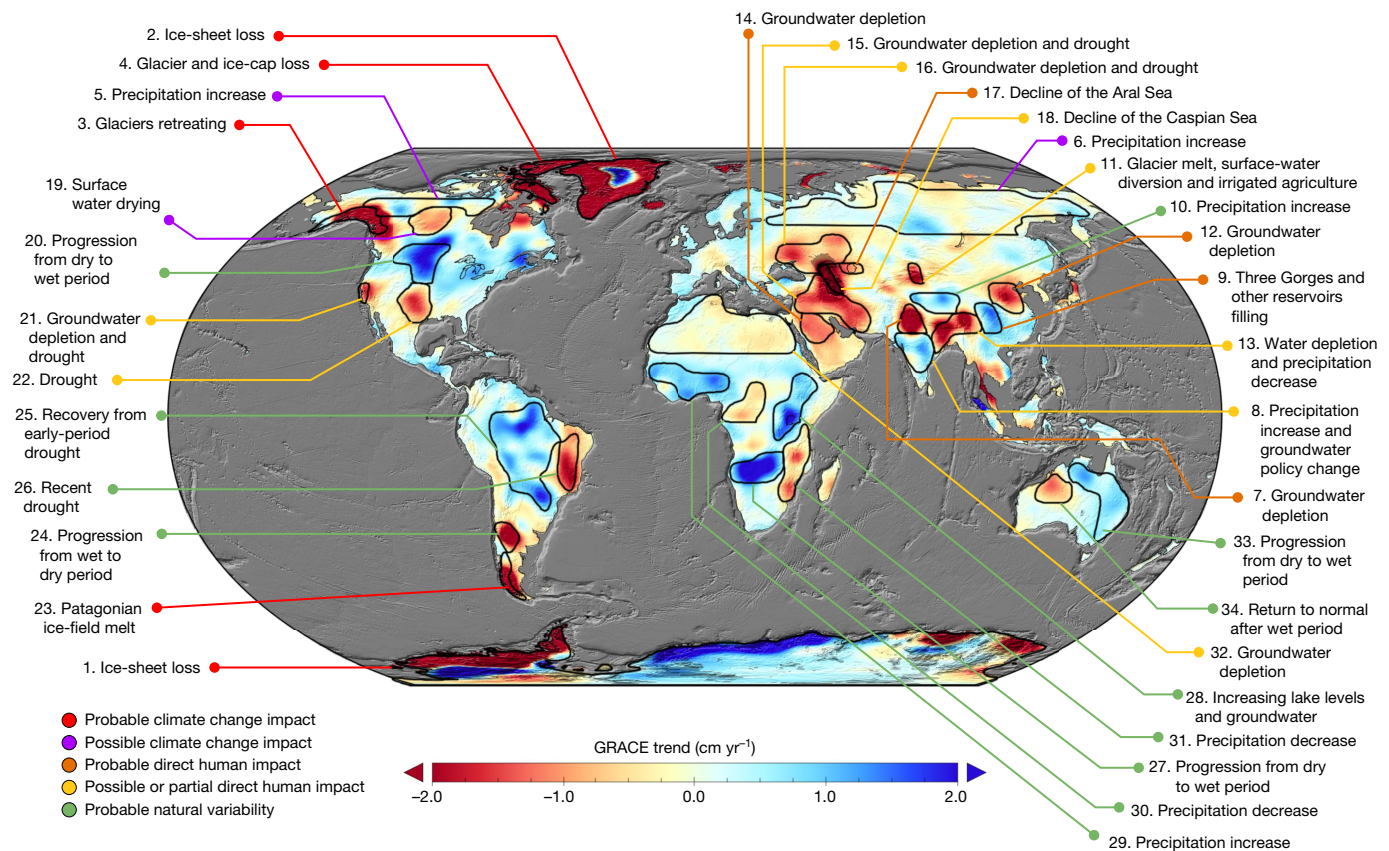 2. Ice-sheet loss
4. Glacier and ice-cap loss
5. Precipitation increase
3. Glaciers retreating
19. Surface
water drying
20. Progression
from dry to
wet period
21. Groundwater
depletion and
drought
22. Drought
25. Recovery from
early-period
drought
26. Recent
drought
24. Progression
from wet to
dry period
23. Patagonian
ice-field melt
1. Ice-sheet loss
14. Groundwater depletion
15. Groundwater depletion and drought
16. Groundwater depletion and drought
17. Decline of the Aral Sea
18. Decline of the Caspian Sea
6. Precipitation increase
11. Glacier melt, surface-water
diversion and irrigated agriculture
10. Precipitation increase
12. Groundwater
depletion
9. Three Gorges and
other reservoirs
filling
13. Water depletion
and precipitation
decrease
8. Precipitation
increase and
groundwater
policy change
7. Groundwater
depletion
33. Progression
from dry to wet
period
34. Return to normal
after wet period
32. Groundwater
depletion
28. Increasing lake levels
and groundwater
31. Precipitation decrease
27. Progression from dry
to wet period
30. Precipitation decrease
29. Precipitation increase
Probable climate change impact
Possible climate change impact
Probable direct human impact
Possible or partial direct human impact
Probable natural variability
GRACE trend (cm yr⁻¹)
−2.0 −1.0 0.0 1.0 2.0